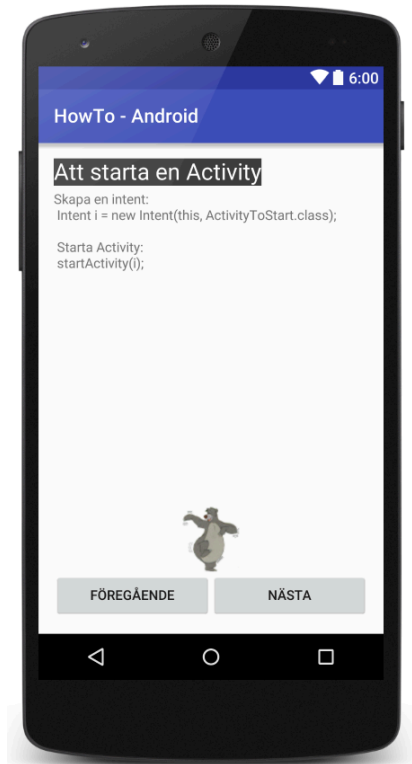 6:00
HowTo - Android
Att starta en Activity
Skapa en intent:
Intent i = new Intent(this, ActivityToStart.class);
Starta Activity:
startActivity(i);
FÖREGÅENDE
NÄSTA